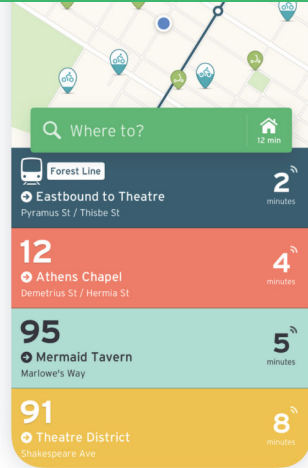 Where to?
12 min
Forest Line
Eastbound to Theatre
Pyramus St / Thisbe St
2
minutes
12
Athens Chapel
Demetrius St / Hermia St
4
minutes
95
Mermaid Tavern
Marlowe's Way
5
minutes
91
Theatre District
Shakespeare Ave
8
minutes